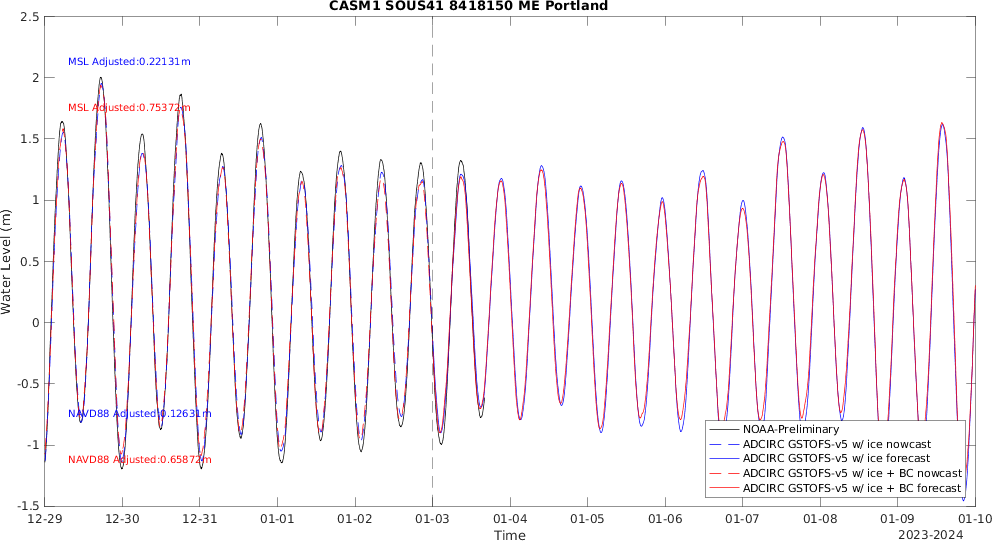 CASM1 SOUS41 8418150 ME Portland
2.5
2
1.5
1
0.5
0
-0.5
-1
-1.5
Water Level (m)
MSL Adjusted:0.22131m
MSL Adjusted:0.75372m
NAVD88 Adjusted:0.12631m
NAVD88 Adjusted:0.65872m
NOAA-Preliminary
ADCIRC GSTOFS-v5 w/ ice nowcast
ADCIRC GSTOFS-v5 w/ ice forecast
ADCIRC GSTOFS-v5 w/ ice + BC nowcast
ADCIRC GSTOFS-v5 w/ ice + BC forecast
12-29 12-30 12-31 01-01 01-02 01-03 01-04 01-05 01-06 01-07 01-08 01-09 01-10
Time
2023-2024